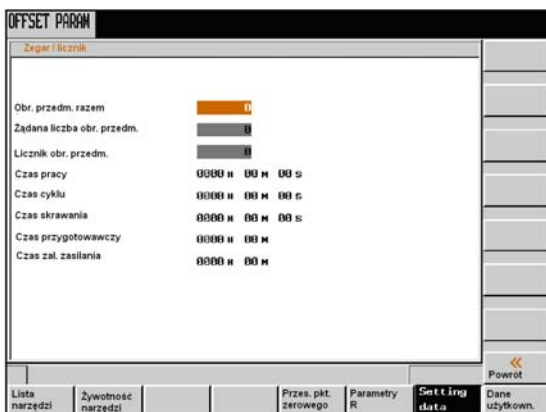 OFFSET PARAM
Zegar / licznik
Obr. przedm. razem 0
Żądana liczba obr. przedm. 0
Licznik obr. przedm. 0
Czas pracy 0000 H 00 M 00 S
Czas cyklu 0000 H 00 M 00 S
Czas skrawania 0000 H 00 M 00 S
Czas przygotowawczy 0000 H 00 M
Czas zal. zasilania 0000 H 00 M
«
Powrót
Lista narzędzi
Żywotność narzędzi
Przes. pkt. zerowego
Parametry R
Setting data
Dane użytkown.